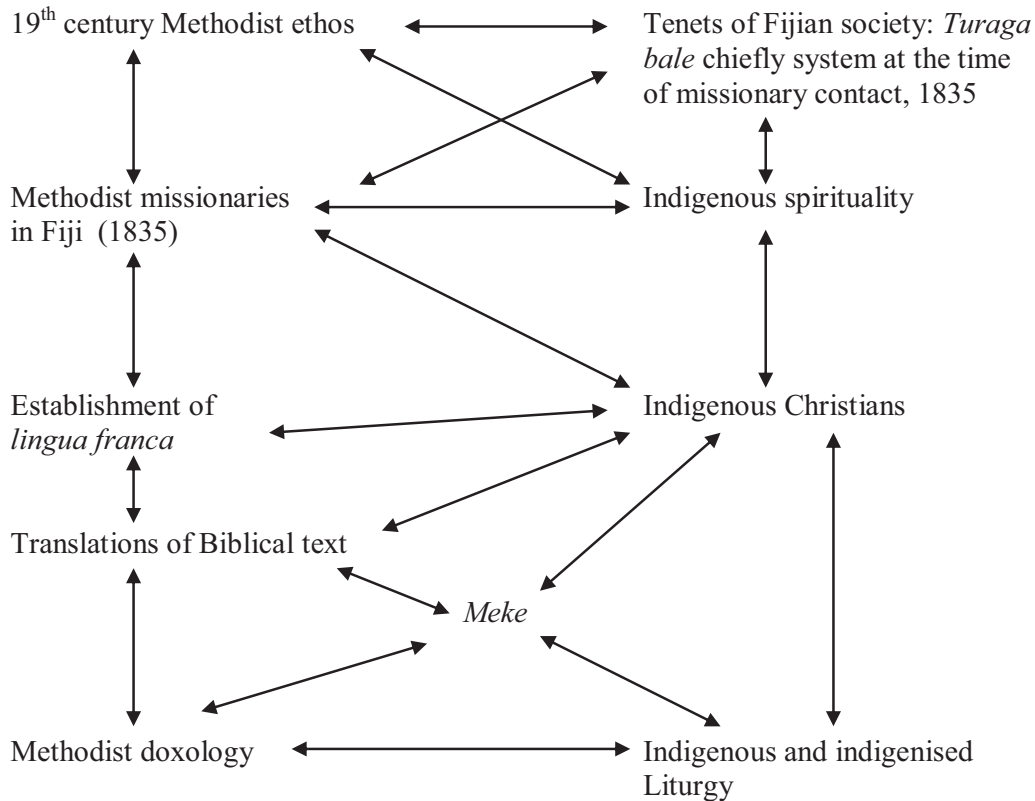 19th century Methodist ethos
Tenets of Fijian society: Turaga
bale chiefly system at the time
of missionary contact, 1835
Methodist missionaries
in Fiji (1835)
Indigenous spirituality
Establishment of
lingua franca
Indigenous Christians
Translations of Biblical text
Meke
Methodist doxology
Indigenous and indigenised
Liturgy